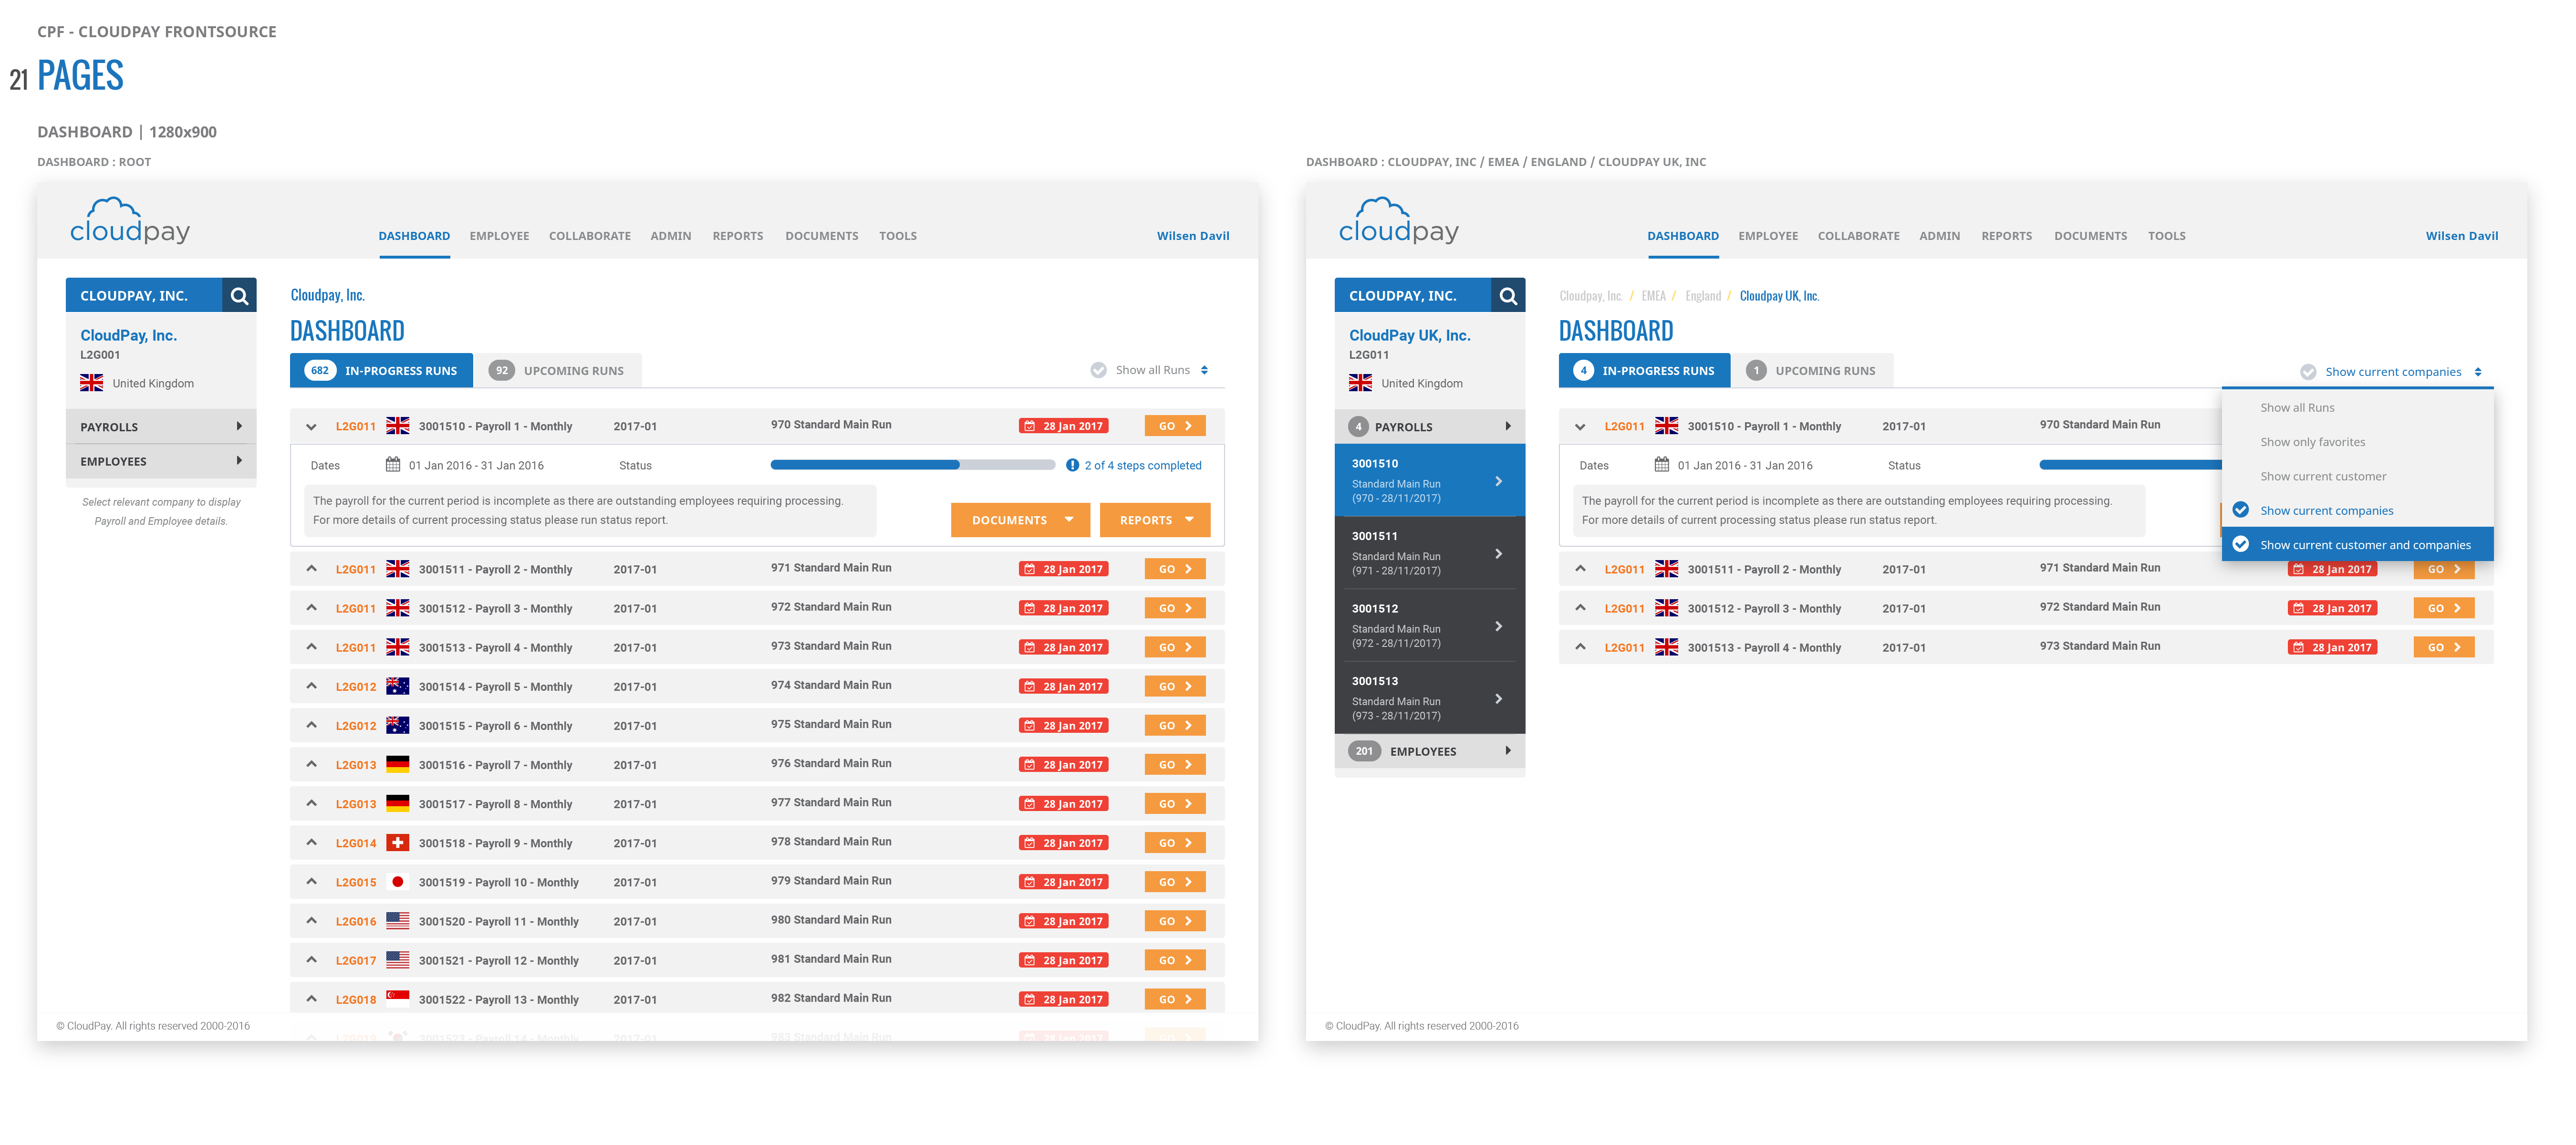 CPF - CLOUDPAY FRONTSOURCE
21 PAGES
DASHBOARD | 1280x900
DASHBOARD : ROOT
cloudpay
DASHBOARD EMPLOYEE COLLABORATE ADMIN REPORTS DOCUMENTS TOOLS
Wilsen Davil
CLOUDPAY, INC.
CloudPay, Inc.
L2G001
United Kingdom
PAYROLLS
EMPLOYEES
Select relevant company to display
Payroll and Employee details.
Cloudpay, Inc.
DASHBOARD
682 IN-PROGRESS RUNS 92 UPCOMING RUNS Show all Runs
L2G011 3001510 - Payroll 1 - Monthly 2017-01 970 Standard Main Run 28 Jan 2017 GO
Dates 01 Jan 2016 - 31 Jan 2016 Status 2 of 4 steps completed
The payroll for the current period is incomplete as there are outstanding employees requiring processing.
For more details of current processing status please run status report.
DOCUMENTS REPORTS
L2G011 3001511 - Payroll 2 - Monthly 2017-01 971 Standard Main Run 28 Jan 2017 GO
L2G011 3001512 - Payroll 3 - Monthly 2017-01 972 Standard Main Run 28 Jan 2017 GO
L2G011 3001513 - Payroll 4 - Monthly 2017-01 973 Standard Main Run 28 Jan 2017 GO
L2G012 3001514 - Payroll 5 - Monthly 2017-01 974 Standard Main Run 28 Jan 2017 GO
L2G012 3001515 - Payroll 6 - Monthly 2017-01 975 Standard Main Run 28 Jan 2017 GO
L2G013 3001516 - Payroll 7 - Monthly 2017-01 976 Standard Main Run 28 Jan 2017 GO
L2G013 3001517 - Payroll 8 - Monthly 2017-01 977 Standard Main Run 28 Jan 2017 GO
L2G014 3001518 - Payroll 9 - Monthly 2017-01 978 Standard Main Run 28 Jan 2017 GO
L2G015 3001519 - Payroll 10 - Monthly 2017-01 979 Standard Main Run 28 Jan 2017 GO
L2G016 3001520 - Payroll 11 - Monthly 2017-01 980 Standard Main Run 28 Jan 2017 GO
L2G017 3001521 - Payroll 12 - Monthly 2017-01 981 Standard Main Run 28 Jan 2017 GO
L2G018 3001522 - Payroll 13 - Monthly 2017-01 982 Standard Main Run 28 Jan 2017 GO
© CloudPay. All rights reserved 2000-2016
DASHBOARD : CLOUDPAY, INC / EMEA / ENGLAND / CLOUDPAY UK, INC
cloudpay
DASHBOARD EMPLOYEE COLLABORATE ADMIN REPORTS DOCUMENTS TOOLS
Wilsen Davil
CLOUDPAY, INC.
CloudPay UK, Inc.
L2G011
United Kingdom
4 PAYROLLS
3001510
Standard Main Run
(970 - 28/11/2017)
3001511
Standard Main Run
(971 - 28/11/2017)
3001512
Standard Main Run
(972 - 28/11/2017)
3001513
Standard Main Run
(973 - 28/11/2017)
201 EMPLOYEES
Cloudpay, Inc. / EMEA / England / Cloudpay UK, Inc.
DASHBOARD
4 IN-PROGRESS RUNS 1 UPCOMING RUNS Show current companies
Show all Runs
Show only favorites
Show current customer
Show current companies
Show current customer and companies
L2G011 3001510 - Payroll 1 - Monthly 2017-01 970 Standard Main Run
Dates 01 Jan 2016 - 31 Jan 2016 Status
The payroll for the current period is incomplete as there are outstanding employees requiring processing.
For more details of current processing status please run status report.
L2G011 3001511 - Payroll 2 - Monthly 2017-01 971 Standard Main Run 28 Jan 2017 GO
L2G011 3001512 - Payroll 3 - Monthly 2017-01 972 Standard Main Run 28 Jan 2017 GO
L2G011 3001513 - Payroll 4 - Monthly 2017-01 973 Standard Main Run 28 Jan 2017 GO
© CloudPay. All rights reserved 2000-2016